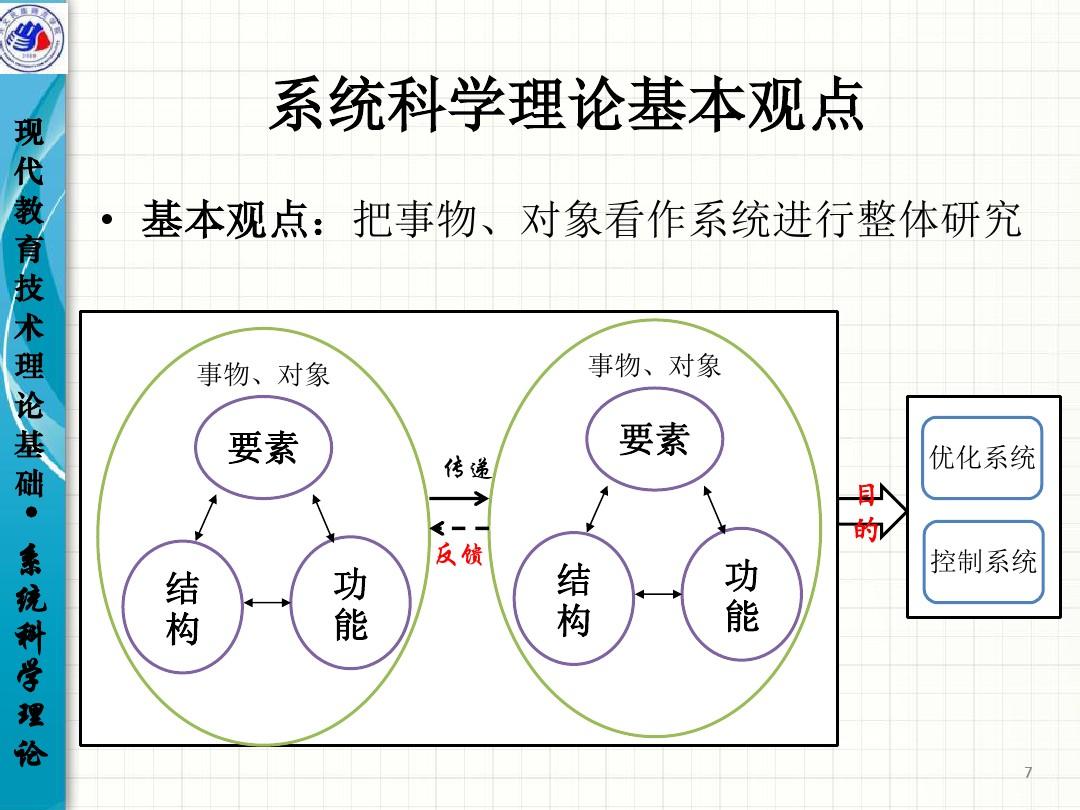 系统科学理论基本观点
• 基本观点：把事物、对象看作系统进行整体研究
现代教育技术理论基础•系统科学理论
事物、对象
要素
结构
功能
传递
反馈
事物、对象
要素
结构
功能
目的
优化系统
控制系统
7